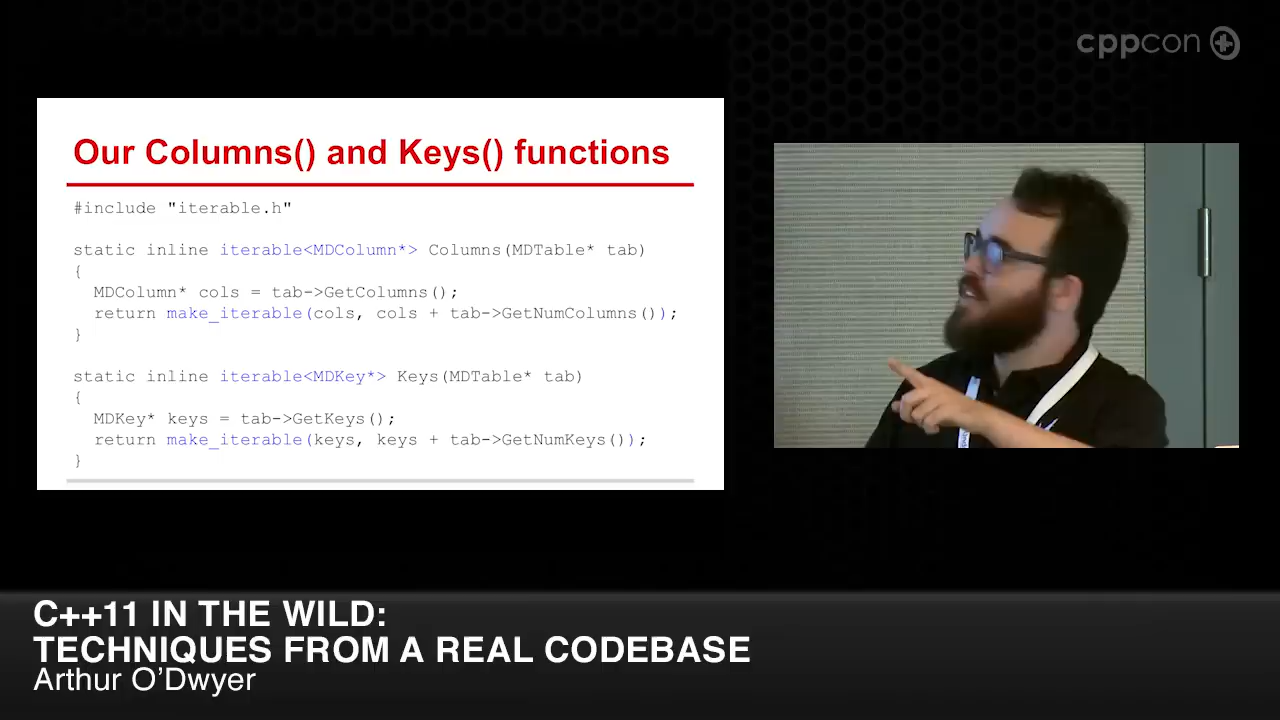 cppcon
Our Columns() and Keys() functions
#include "iterable.h"
static inline iterable<MDColumn*> Columns(MDTable* tab)
{
MDColumn* cols = tab->GetColumns();
return make_iterable(cols, cols + tab->GetNumColumns());
}
static inline iterable<MDKey*> Keys(MDTable* tab)
{
MDKey* keys = tab->GetKeys();
return make_iterable(keys, keys + tab->GetNumKeys());
}
C++11 IN THE WILD:
TECHNIQUES FROM A REAL CODEBASE
Arthur O'Dwyer